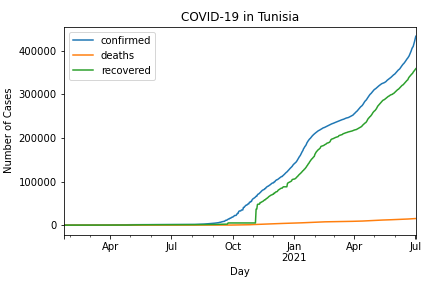 COVID-19 in Tunisia
confirmed
deaths
recovered
Number of Cases
400000
300000
200000
100000
0
Apr
Jul
Oct
Jan
2021
Apr
Jul
Day